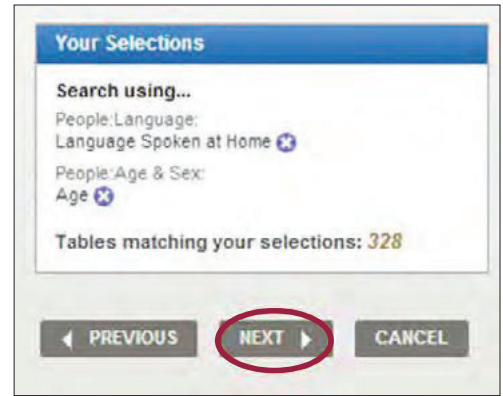 Your Selections
Search using...
People:Language:
Language Spoken at Home
People:Age & Sex:
Age
Tables matching your selections: 328
PREVIOUS NEXT CANCEL